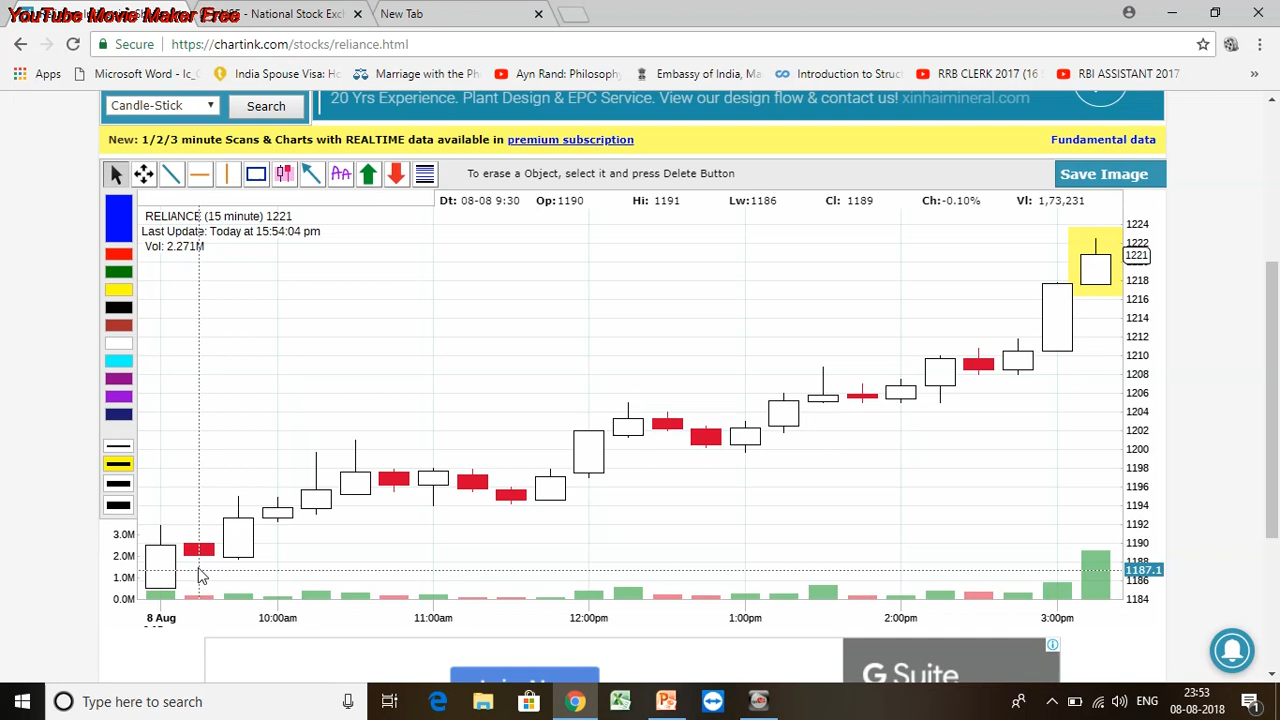 YouTube Movie Maker Free
National Stock Exch
New Tab
Secure
https://chartink.com/stocks/reliance.html
Apps
Microsoft Word - Ic_
India Spouse Visa: Ho
Marriage with the Ph
Ayn Rand: Philosophy
Embassy of India, Ma
Introduction to Struct
RRB CLERK 2017 (16 S
RBI ASSISTANT 2017
»
Candle-Stick
Search
20 Yrs Experience. Plant Design & EPC Service. View our design flow & contact us! xinhaimineral.com
New: 1/2/3 minute Scans & Charts with REALTIME data available in premium subscription
Fundamental data
To erase a Object, select it and press Delete Button
Save Image
Dt: 08-08 9:30 Op:1190 Hi: 1191 Lw:1186 Cl: 1189 Ch:-0.10% Vl: 1,73,231
RELIANCE (15 minute) 1221
Last Update: Today at 15:54:04 pm
Vol: 2.271M
1224
1222
1221
1218
1216
1214
1212
1210
1208
1206
1204
1202
1200
1198
1196
1194
1192
1190
1187.1
1186
1184
3.0M
2.0M
1.0M
0.0M
8 Aug
10:00am
11:00am
12:00pm
1:00pm
2:00pm
3:00pm
G Suite
Type here to search
ENG
23:53
08-08-2018
1